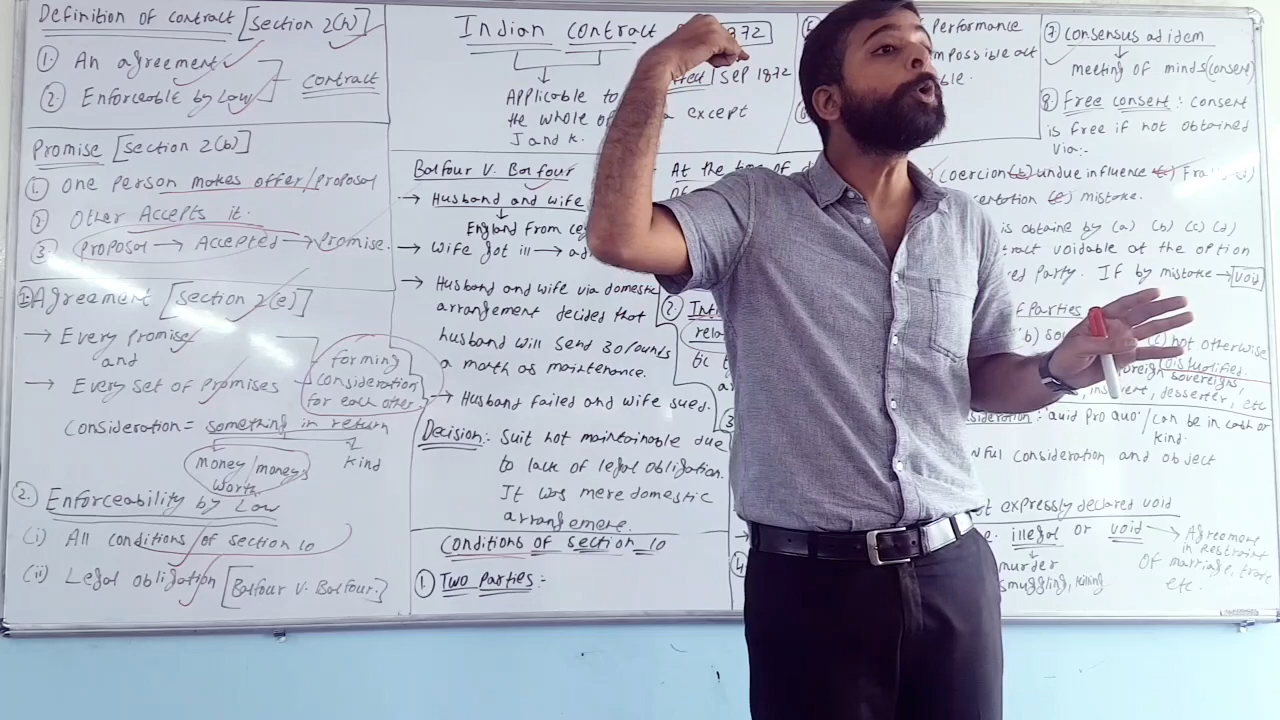 Definition of contract [Section 2(h)]
1. An agreement
2 Enforceable by Law
contract
Promise [section 2(b)]
1. one Person makes offer/proposal
2 Other Accepts it.
3. Proposal → Accepted → Promise.
1. Agreement [Section 2(e)]
→ Every promise
and
→ Every set of Promises
forming
consideration
for each other
consideration = something in return
money/moneys
worth
kind
2. Enforceability by Law
(i) All conditions of section 10
(ii) Legal obligation [Balfour V. Balfour.]
Indian contract
1872
/ Sep 1872
Applicable to
the whole of except
J and K.
Balfour V. Balfour
→ Husband and wife
England from
→ Wife got ill →
→ Husband and wife via domestic
arrangement decided that
husband will send 30 Pounds
a month as maintenance.
→ Husband failed and wife sued.
Decision: Suit not maintainable due
to lack of legal obligation.
It was mere domestic
arrangement.
Conditions of section 10
1. Two Parties:-
At the
2
3
4
Performance
impossible act
7 consensus ad idem
meeting of minds (consent)
8 Free consent: consent
is free if not obtained
via:-
coercion (b) undue influence (c)
(e) mistake.
is obtaine by (a) (b) (c) (d)
voidable at the option
Party. If by mistake → void
of Parties
(c) not otherwise
disqualified.
foreign sovereigns,
insolvent, desserter, etc
: quid pro quo / can be in cash or
kind.
consideration and object
expressly declared void
illegal or void → Agreement
in restraint
of marriage, trade
etc.
murder
smuggling, killing